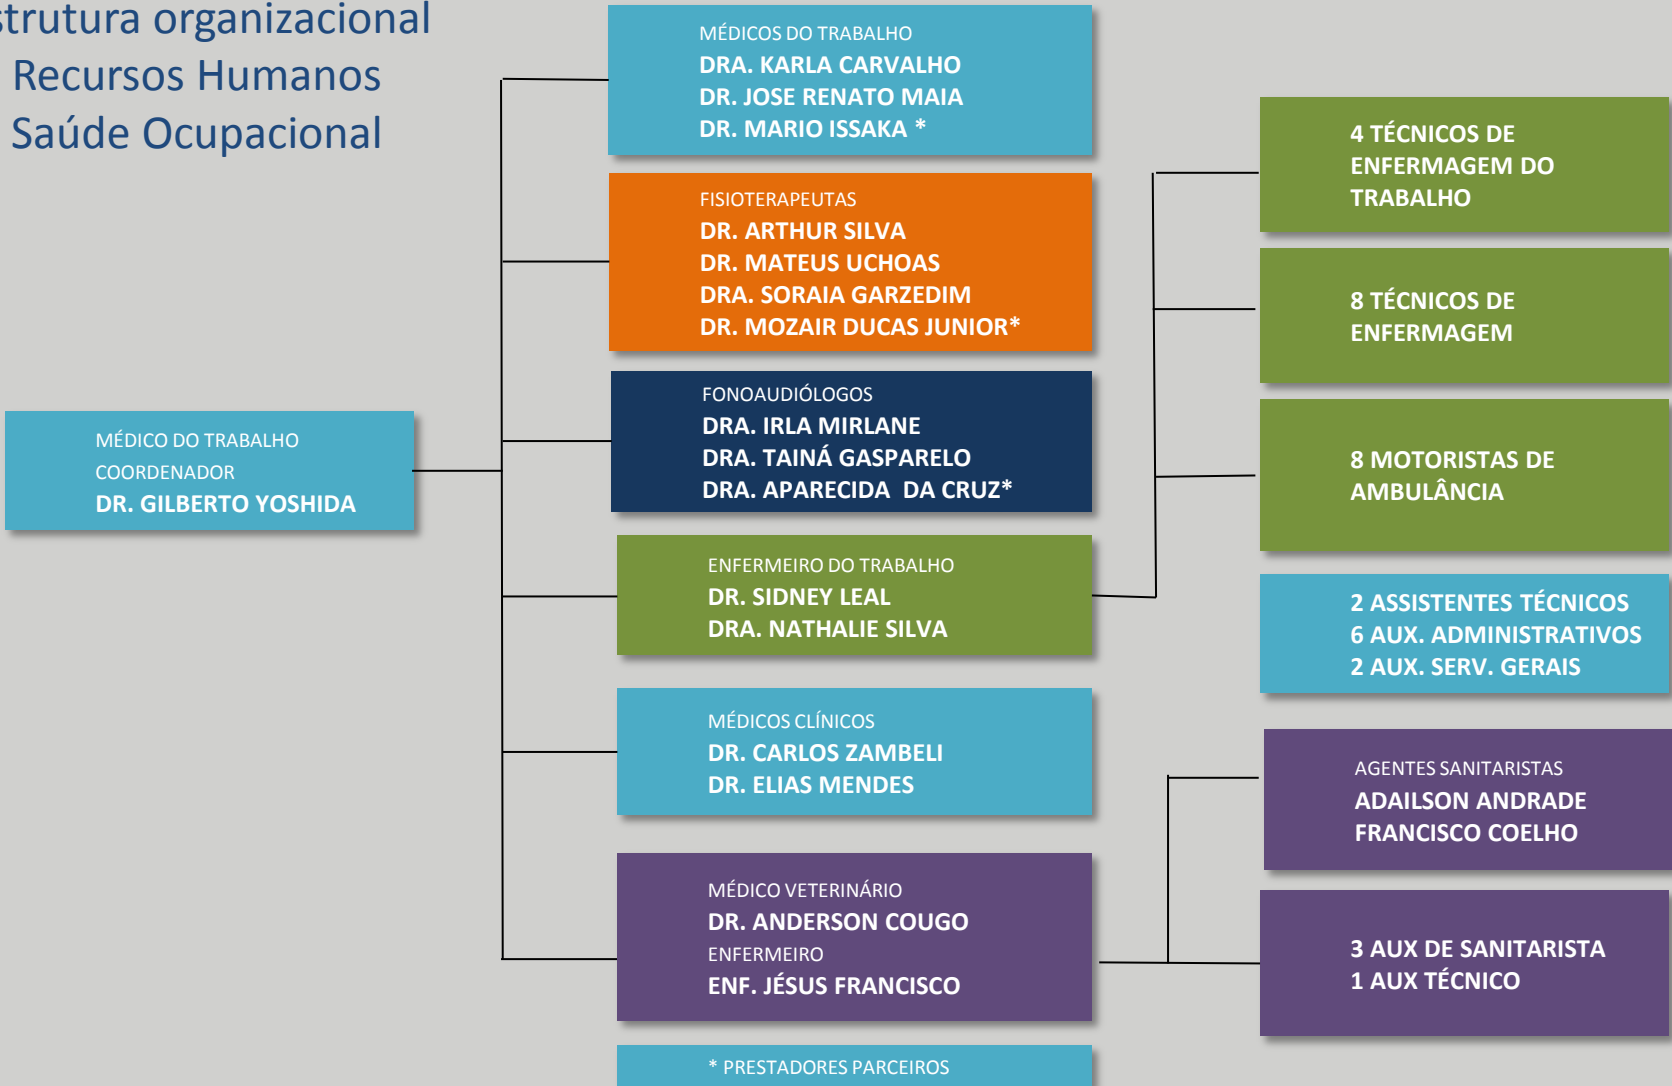 strutura organizacional
Recursos Humanos
Saúde Ocupacional
MÉDICO DO TRABALHO
COORDENADOR
DR. GILBERTO YOSHIDA
MÉDICOS DO TRABALHO
DRA. KARLA CARVALHO
DR. JOSE RENATO MAIA
DR. MARIO ISSAKA *
FISIOTERAPEUTAS
DR. ARTHUR SILVA
DR. MATEUS UCHOAS
DRA. SORAIA GARZEDIM
DR. MOZAIR DUCAS JUNIOR*
FONOAUDIÓLOGOS
DRA. IRLA MIRLANE
DRA. TAINÁ GASPARELO
DRA. APARECIDA DA CRUZ*
ENFERMEIRO DO TRABALHO
DR. SIDNEY LEAL
DRA. NATHALIE SILVA
MÉDICOS CLÍNICOS
DR. CARLOS ZAMBELI
DR. ELIAS MENDES
MÉDICO VETERINÁRIO
DR. ANDERSON COUGO
ENFERMEIRO
ENF. JÉSUS FRANCISCO
* PRESTADORES PARCEIROS
4 TÉCNICOS DE
ENFERMAGEM DO
TRABALHO
8 TÉCNICOS DE
ENFERMAGEM
8 MOTORISTAS DE
AMBULÂNCIA
2 ASSISTENTES TÉCNICOS
6 AUX. ADMINISTRATIVOS
2 AUX. SERV. GERAIS
AGENTES SANITARISTAS
ADAILSON ANDRADE
FRANCISCO COELHO
3 AUX DE SANITARISTA
1 AUX TÉCNICO